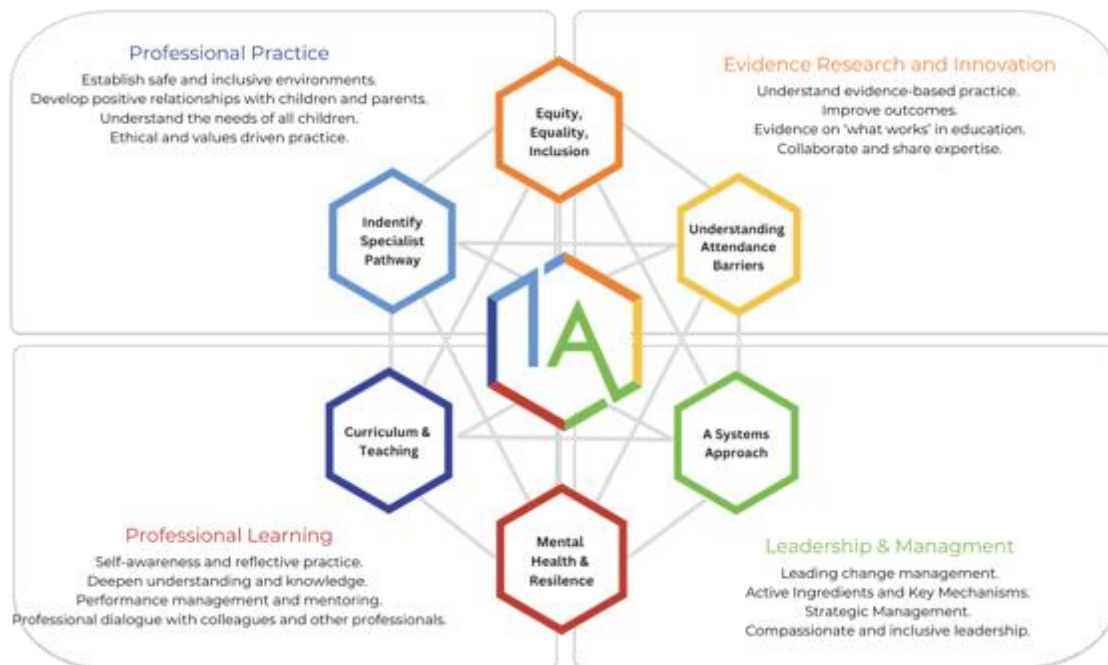 Professional Practice
Establish safe and inclusive environments.
Develop positive relationships with children and parents.
Understand the needs of all children.
Ethical and values driven practice.
Evidence Research and Innovation
Understand evidence-based practice.
Improve outcomes.
Evidence on 'what works' in education.
Collaborate and share expertise.
Equity,
Equality,
Inclusion
Indentify
Specialist
Pathway
Understanding
Attendance
Barriers
1A
Curriculum &
Teaching
A Systems
Approach
Mental
Health &
Resilence
Professional Learning
Self-awareness and reflective practice.
Deepen understanding and knowledge.
Performance management and mentoring.
Professional dialogue with colleagues and other professionals.
Leadership & Managment
Leading change management.
Active Ingredients and Key Mechanisms.
Strategic Management.
Compassionate and inclusive leadership.